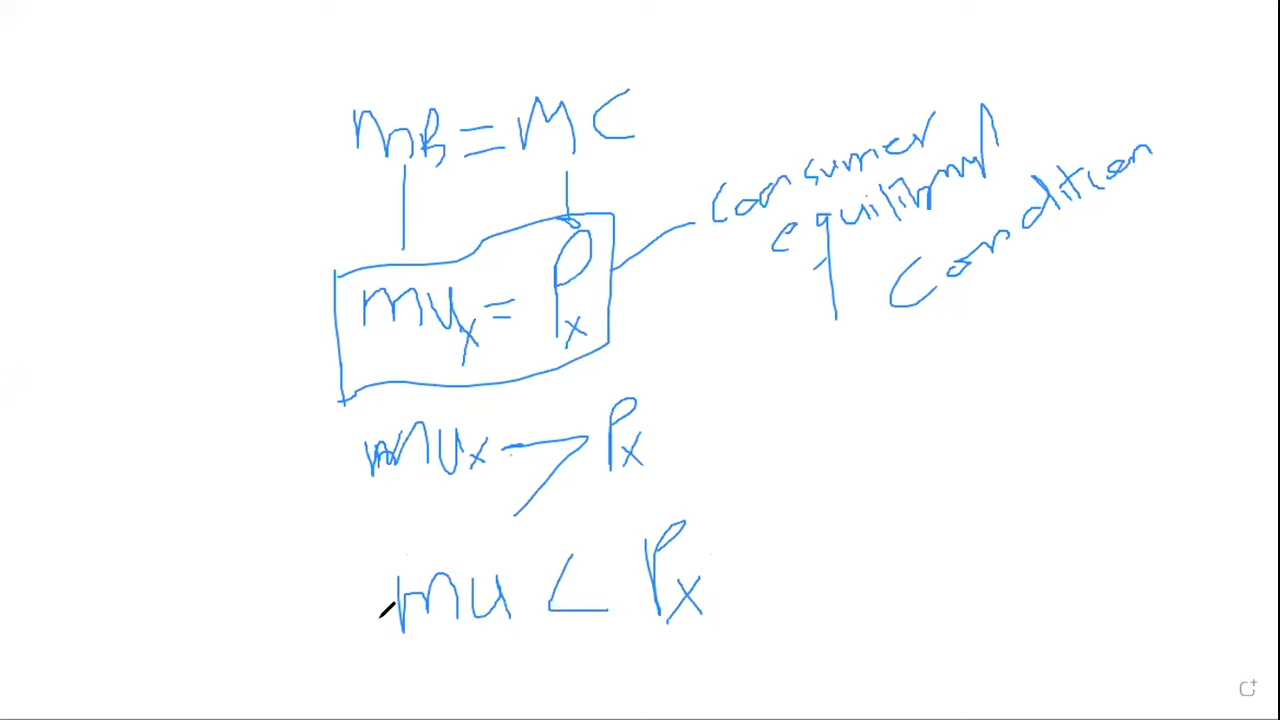 MB = MC
MUx = Px
consumer
equilibrium
Condition
MUx > Px
MU < Px